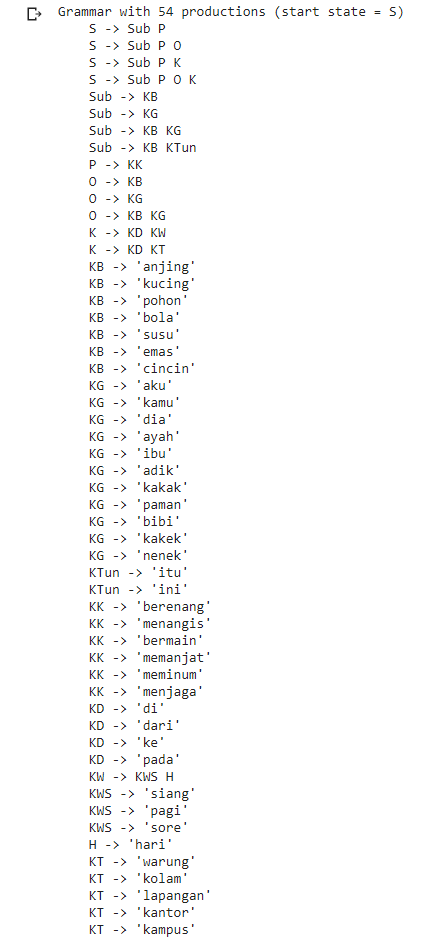 Grammar with 54 productions (start state = S)
S -> Sub P
S -> Sub P O
S -> Sub P K
S -> Sub P O K
Sub -> KB
Sub -> KG
Sub -> KB KG
Sub -> KB KTun
P -> KK
O -> KB
O -> KG
O -> KB KG
K -> KD KW
K -> KD KT
KB -> 'anjing'
KB -> 'kucing'
KB -> 'pohon'
KB -> 'bola'
KB -> 'susu'
KB -> 'emas'
KB -> 'cincin'
KG -> 'aku'
KG -> 'kamu'
KG -> 'dia'
KG -> 'ayah'
KG -> 'ibu'
KG -> 'adik'
KG -> 'kakak'
KG -> 'paman'
KG -> 'bibi'
KG -> 'kakek'
KG -> 'nenek'
KTun -> 'itu'
KTun -> 'ini'
KK -> 'berenang'
KK -> 'menangis'
KK -> 'bermain'
KK -> 'memanjat'
KK -> 'meminum'
KK -> 'menjaga'
KD -> 'di'
KD -> 'dari'
KD -> 'ke'
KD -> 'pada'
KW -> KWS H
KWS -> 'siang'
KWS -> 'pagi'
KWS -> 'sore'
H -> 'hari'
KT -> 'warung'
KT -> 'kolam'
KT -> 'lapangan'
KT -> 'kantor'
KT -> 'kampus'